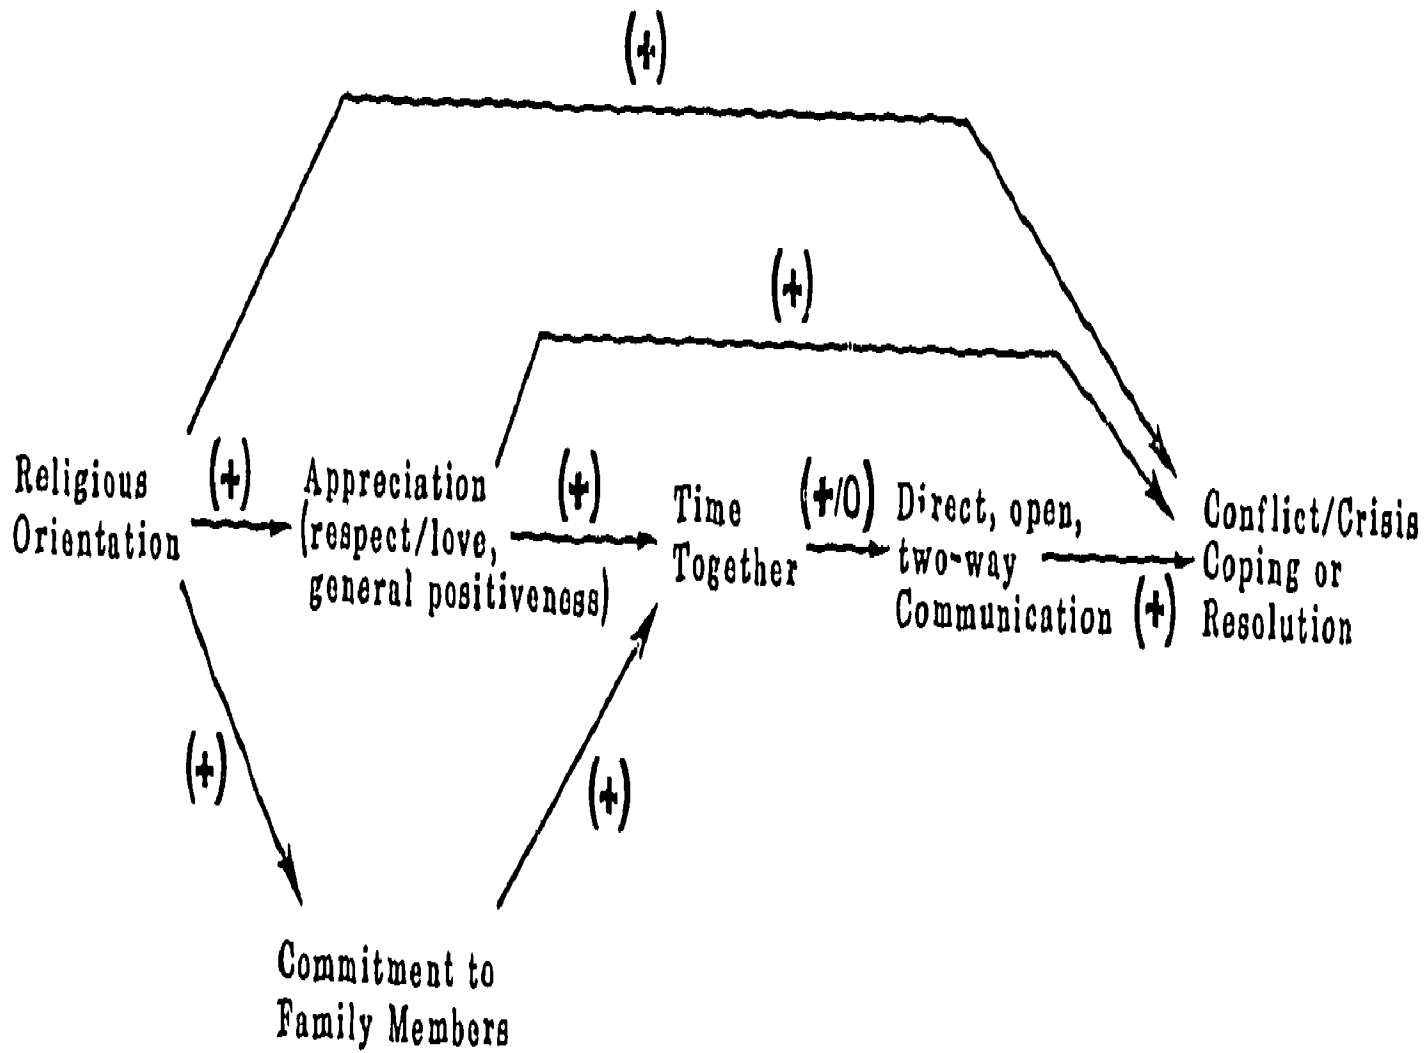 (+)
(+)
Religious
Orientation
(+)
Appreciation
(respect/love,
general positiveness)
(+)
Time
Together
(+/0)
Direct, open,
two-way
Communication
(+)
Conflict/Crisis
Coping or
Resolution
(+)
(+)
Commitment to
Family Members